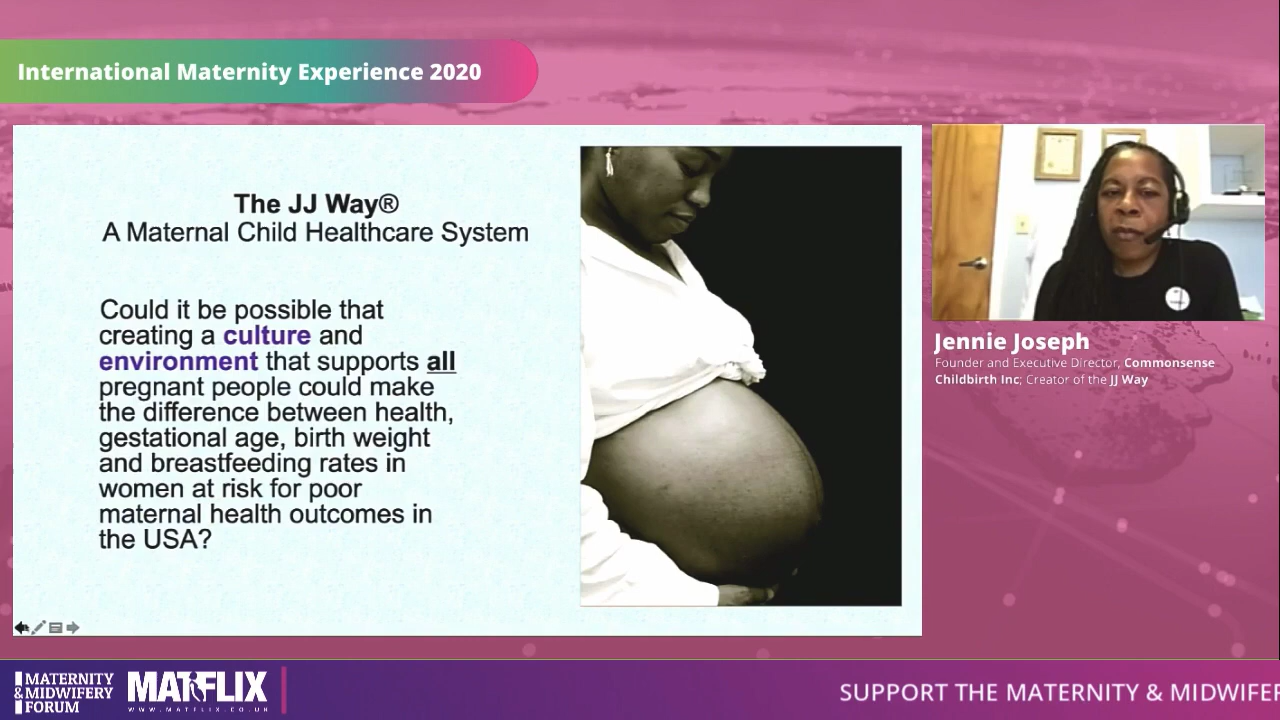 International Maternity Experience 2020
The JJ Way®
A Maternal Child Healthcare System
Could it be possible that
creating a culture and
environment that supports all
pregnant people could make
the difference between health,
gestational age, birth weight
and breastfeeding rates in
women at risk for poor
maternal health outcomes in
the USA?
Jennie Joseph
Founder and Executive Director, Commonsense
Childbirth Inc; Creator of the JJ Way
MATERNITY
&MIDWIFERY
FORUM
MATFLIX
WWW.MATFLIX.CO.UK
SUPPORT THE MATERNITY & MIDWIFER